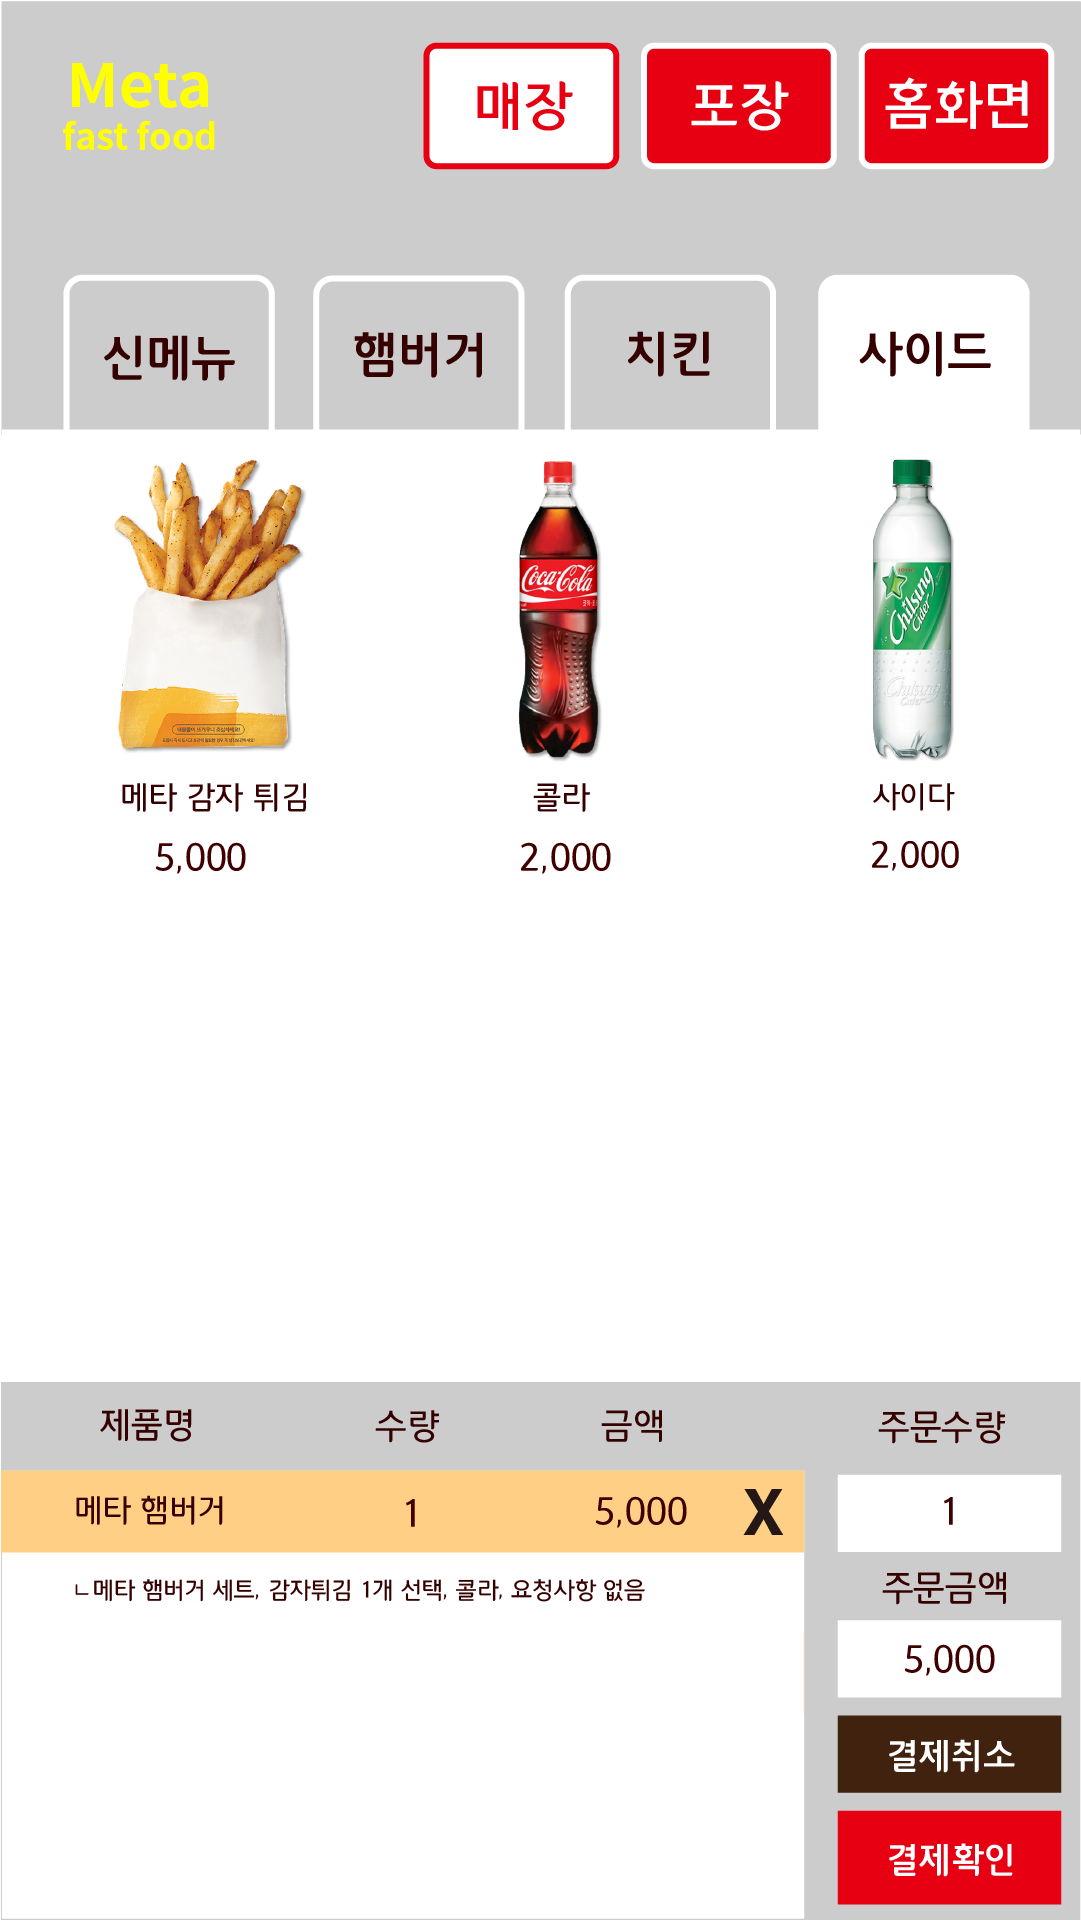 Meta
fast food
매장
포장
홈화면
신메뉴
햄버거
치킨
사이드
Coca-Cola
Chilsung
Cider
Chilsung
Cider
메타 감자 튀김
콜라
사이다
5,000
2,000
2,000
제품명
수량
금액
주문수량
메타 햄버거
1
5,000
X
1
ㄴ메타 햄버거 세트, 감자튀김 1개 선택, 콜라, 요청사항 없음
주문금액
5,000
결제취소
결제확인